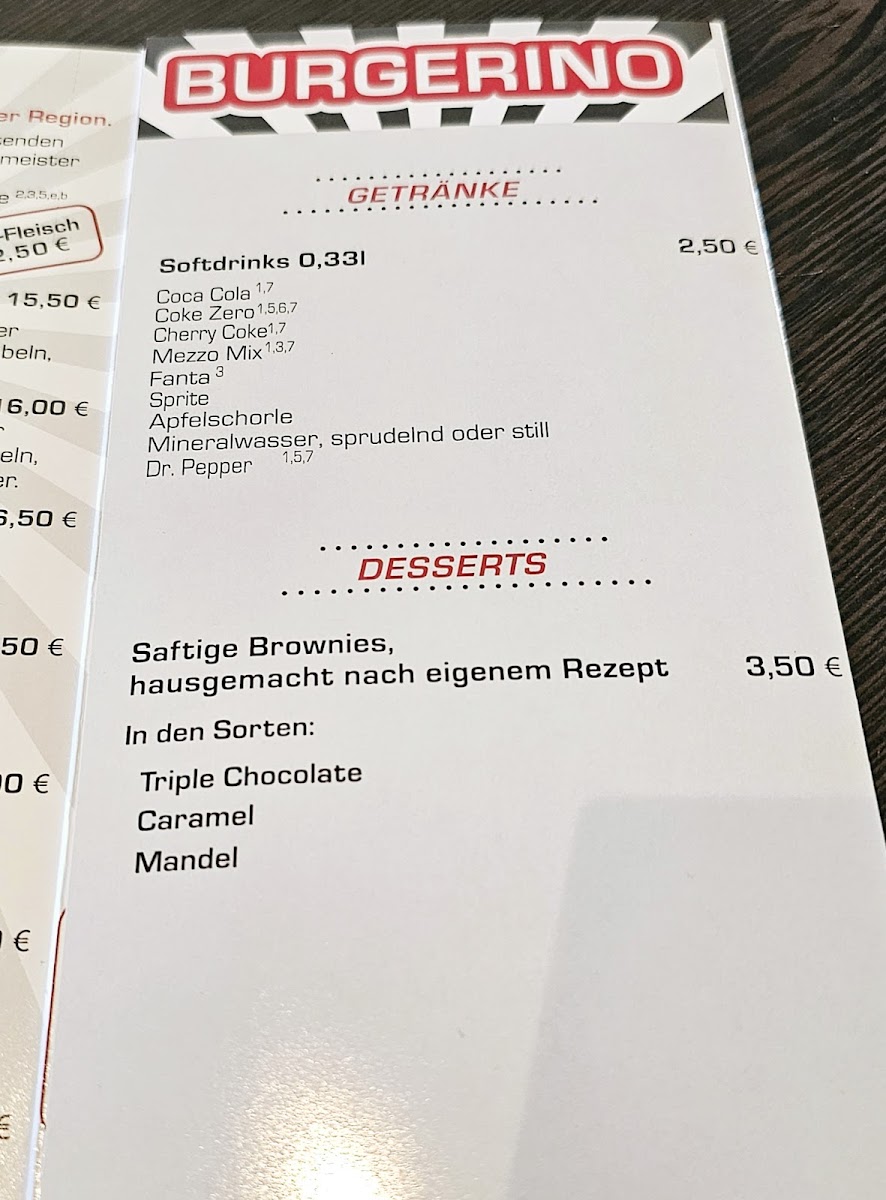 er Region.
enden
meister
e 2,3,5,e,b
-Fleisch
2,50 €
15,50 €
er
beln,
16,00 €
eln,
er.
6,50 €
50 €
0 €
€
€
BURGERINO
GETRÄNKE
Softdrinks 0,33l 2,50 €
Coca Cola 1,7
Coke Zero 1,5,6,7
Cherry Coke 1,7
Mezzo Mix 1,3,7
Fanta 3
Sprite
Apfelschorle
Mineralwasser, sprudelnd oder still
Dr. Pepper 1,5,7
DESSERTS
Saftige Brownies,
hausgemacht nach eigenem Rezept 3,50 €
In den Sorten:
Triple Chocolate
Caramel
Mandel